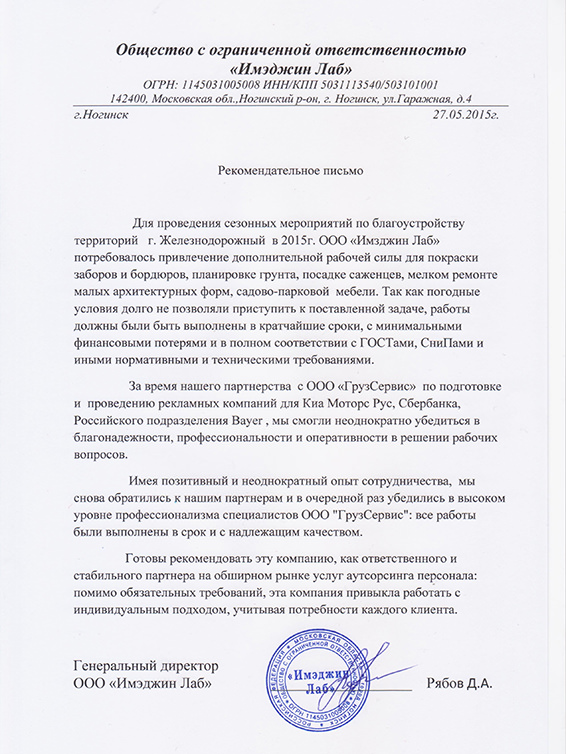 Общество с ограниченной ответственностью
«Имэджин Лаб»
ОГРН: 1145031005008 ИНН/КПП 5031113540/503101001
142400, Московская обл.,Ногинский р-он, г. Ногинск, ул.Гаражная, д.4
г.Ногинск 27.05.2015г.
Рекомендательное письмо
Для проведения сезонных мероприятий по благоустройству
территорий г. Железнодорожный в 2015г. ООО «Имзджин Лаб»
потребовалось привлечение дополнительной рабочей силы для покраски
заборов и бордюров, планировке грунта, посадке саженцев, мелком ремонте
малых архитектурных форм, садово-парковой мебели. Так как погодные
условия долго не позволяли приступить к поставленной задаче, работы
должны были быть выполнены в кратчайшие сроки, с минимальными
финансовыми потерями и в полном соответствии с ГОСТами, СниПами и
иными нормативными и техническими требованиями.
За время нашего партнерства с ООО «ГрузСервис» по подготовке
и проведению рекламных компаний для Киа Моторс Рус, Сбербанка,
Российского подразделения Bayer , мы смогли неоднократно убедиться в
благонадежности, профессиональности и оперативности в решении рабочих
вопросов.
Имея позитивный и неоднократный опыт сотрудничества, мы
снова обратились к нашим партнерам и в очередной раз убедились в высоком
уровне профессионализма специалистов ООО "ГрузСервис": все работы
были выполнены в срок и с надлежащим качеством.
Готовы рекомендовать эту компанию, как ответственного и
стабильного партнера на обширном рынке услуг аутсорсинга персонала:
помимо обязательных требований, эта компания привыкла работать с
индивидуальным подходом, учитывая потребности каждого клиента.
Генеральный директор
ООО «Имэджин Лаб» Рябов Д.А.
РОССИЙСКАЯ ФЕДЕРАЦИЯ * МОСКОВСКАЯ ОБЛАСТЬ
ОБЩЕСТВО С ОГРАНИЧЕННОЙ
«Имэджин
Лаб»